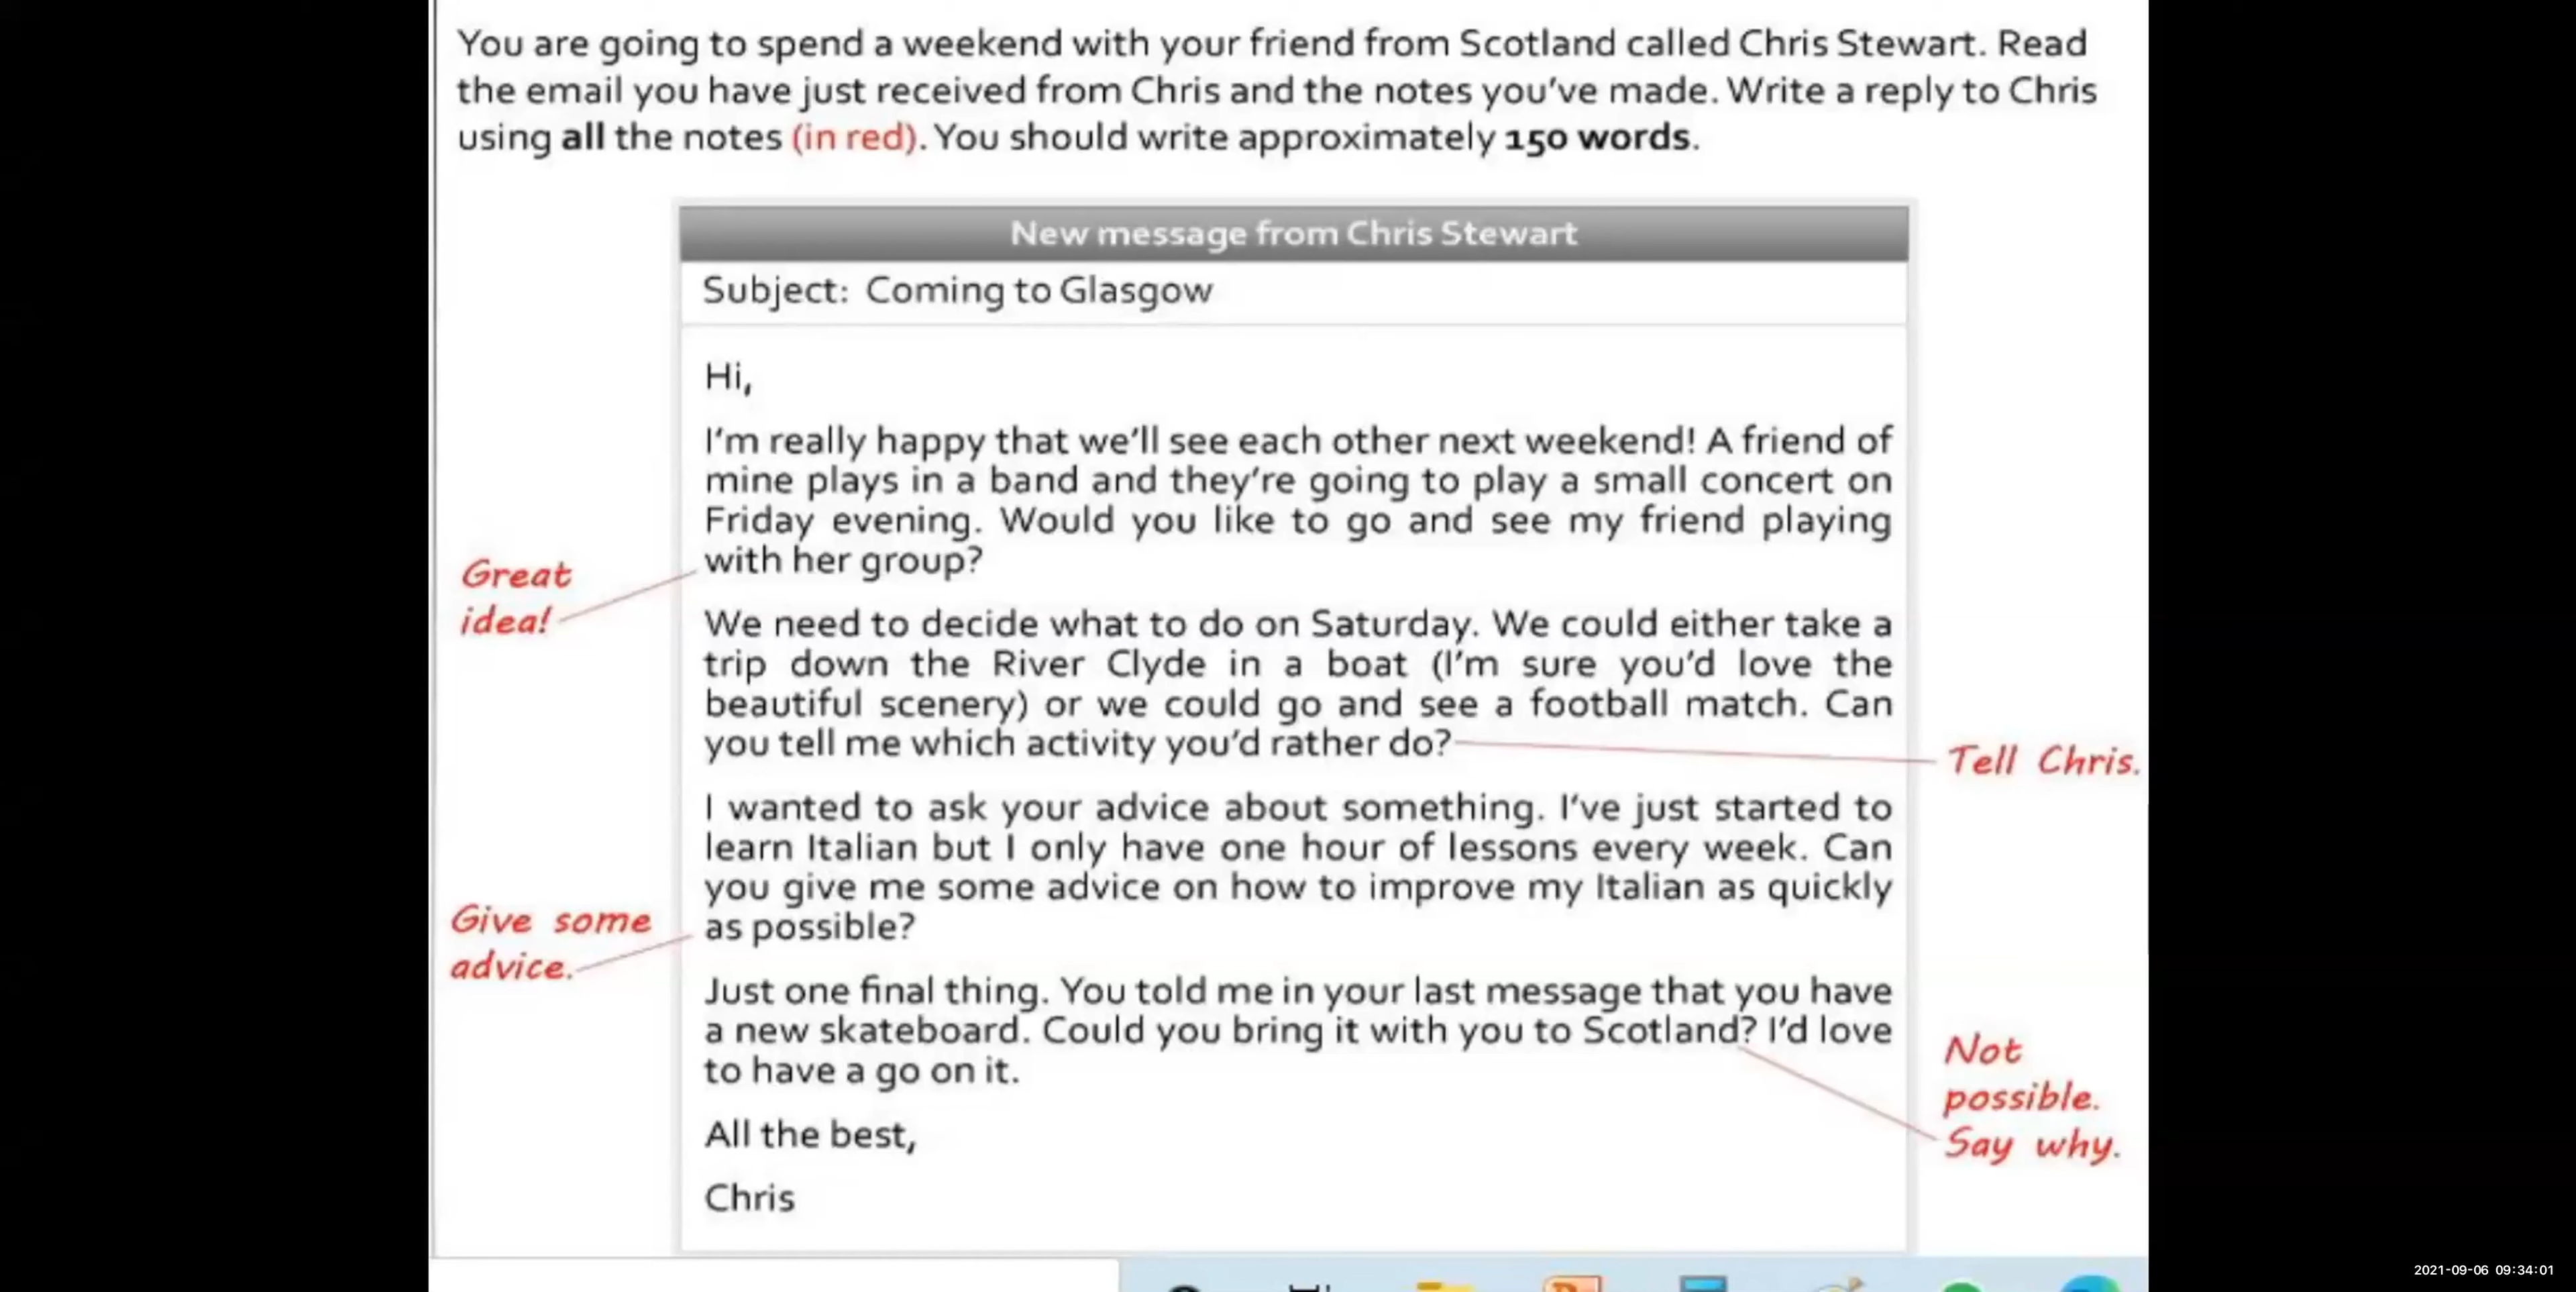 You are going to spend a weekend with your friend from Scotland called Chris Stewart. Read
the email you have just received from Chris and the notes you've made. Write a reply to Chris
using all the notes (in red). You should write approximately 150 words.
New message from Chris Stewart
Subject: Coming to Glasgow
Hi,
I'm really happy that we'll see each other next weekend! A friend of
mine plays in a band and they're going to play a small concert on
Friday evening. Would you like to go and see my friend playing
with her group?
Great
idea!
We need to decide what to do on Saturday. We could either take a
trip down the River Clyde in a boat (I'm sure you'd love the
beautiful scenery) or we could go and see a football match. Can
you tell me which activity you'd rather do?
Tell Chris.
I wanted to ask your advice about something. I've just started to
learn Italian but I only have one hour of lessons every week. Can
you give me some advice on how to improve my Italian as quickly
as possible?
Give some
advice.
Just one final thing. You told me in your last message that you have
a new skateboard. Could you bring it with you to Scotland? I'd love
to have a go on it.
Not
possible.
Say why.
All the best,
Chris
2021-09-06 09:34:01